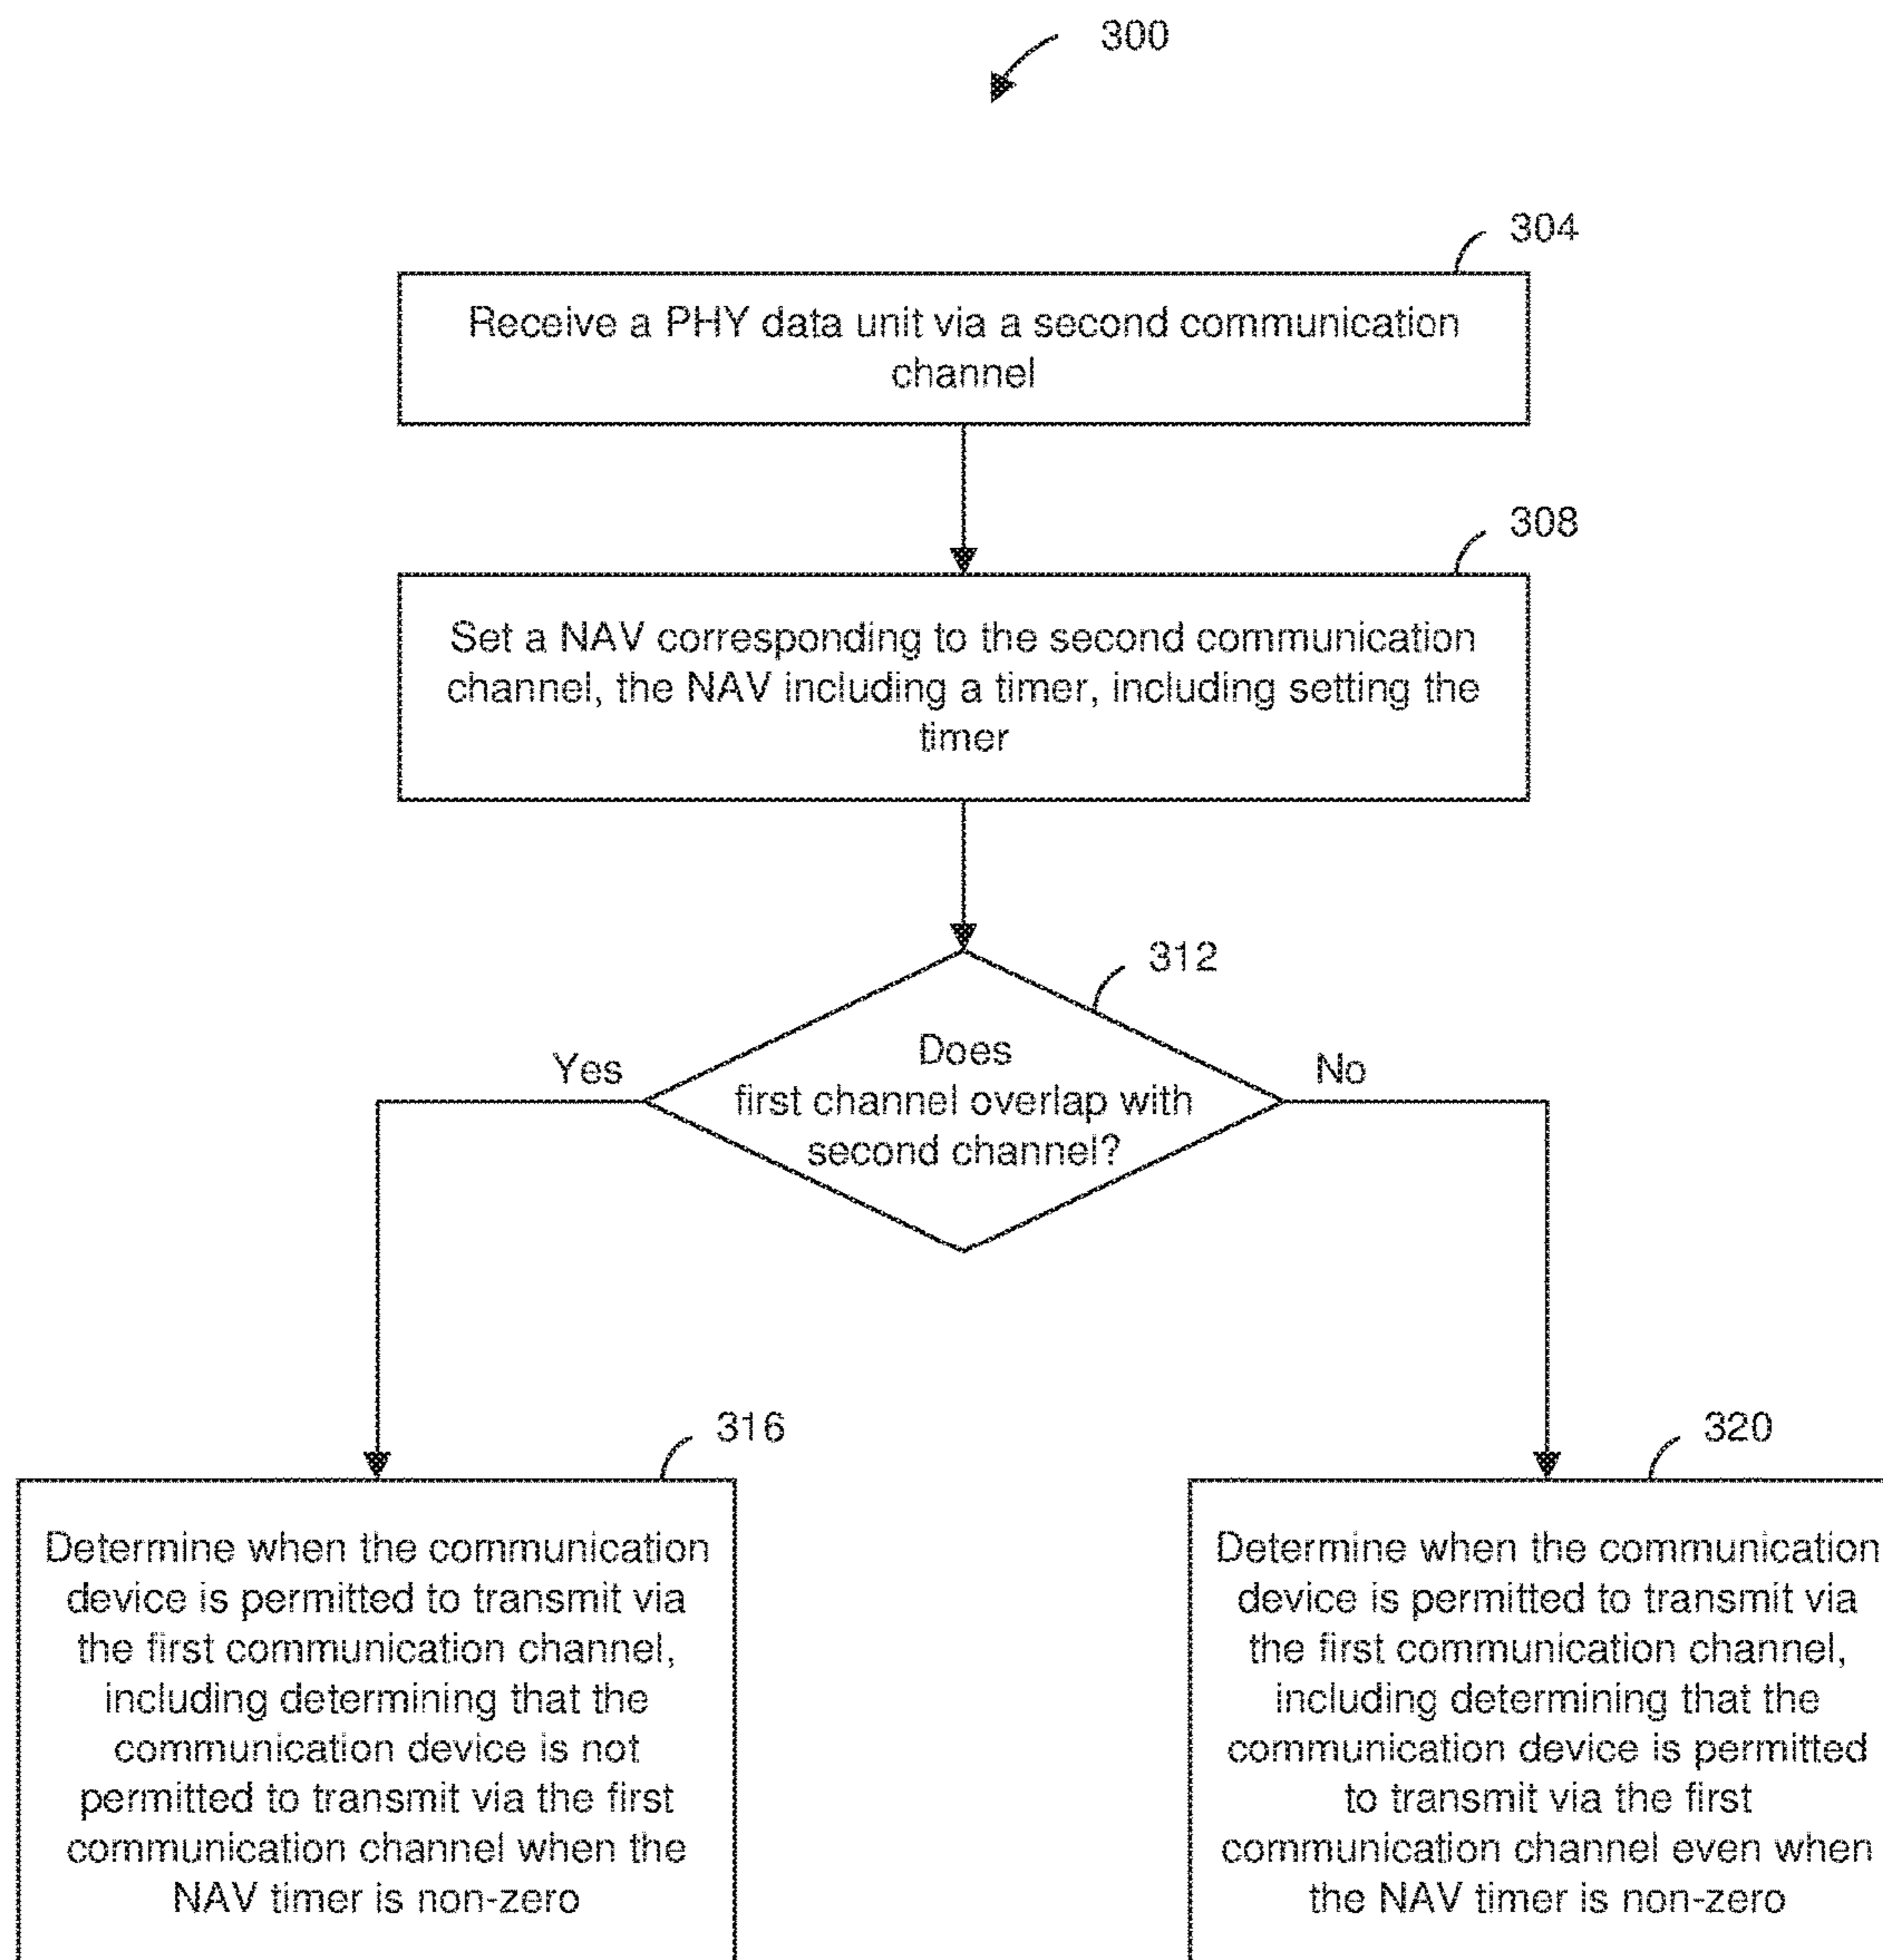 300
304
Receive a PHY data unit via a second communication
channel
308
Set a NAV corresponding to the second communication
channel, the NAV including a timer, including setting the
timer
312
Does
first channel overlap with
second channel?
Yes
No
316
Determine when the communication
device is permitted to transmit via
the first communication channel,
including determining that the
communication device is not
permitted to transmit via the first
communication channel when the
NAV timer is non-zero
320
Determine when the communication
device is permitted to transmit via
the first communication channel,
including determining that the
communication device is permitted
to transmit via the first
communication channel even when
the NAV timer is non-zero